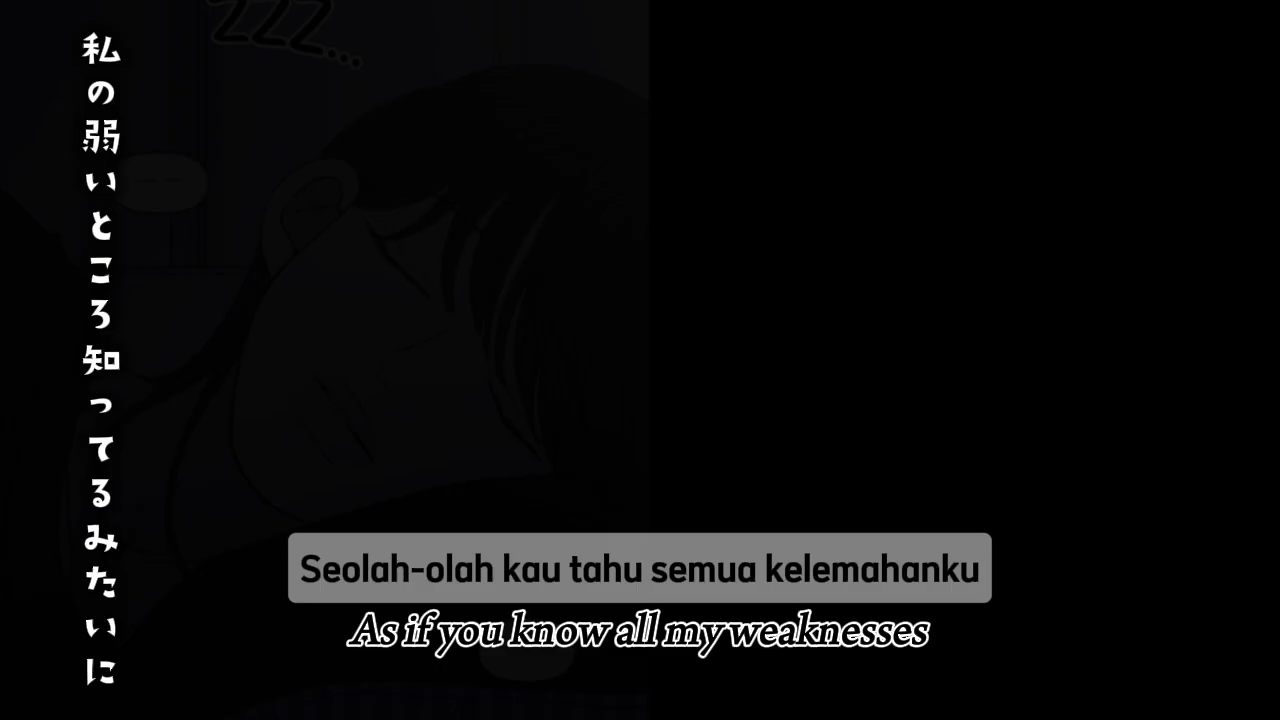 ZZZ...
私の弱いところ知ってるみたいに
Seolah-olah kau tahu semua kelemahanku
As if you know all my weaknesses